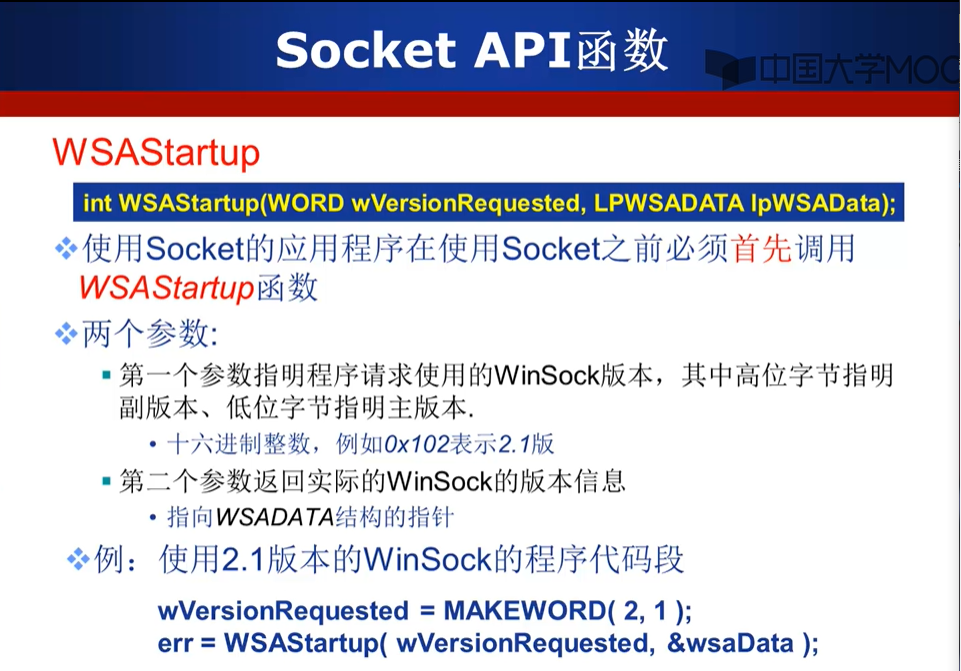 Socket API函数
中国大学MOO
WSAStartup
int WSAStartup(WORD wVersionRequested, LPWSADATA lpWSAData);
使用Socket的应用程序在使用Socket之前必须首先调用
WSAStartup函数
两个参数:
第一个参数指明程序请求使用的WinSock版本，其中高位字节指明
副版本、低位字节指明主版本.
• 十六进制整数，例如0x102表示2.1版
第二个参数返回实际的WinSock的版本信息
• 指向WSADATA结构的指针
例：使用2.1版本的WinSock的程序代码段
wVersionRequested = MAKEWORD( 2, 1 );
err = WSAStartup( wVersionRequested, &wsaData );